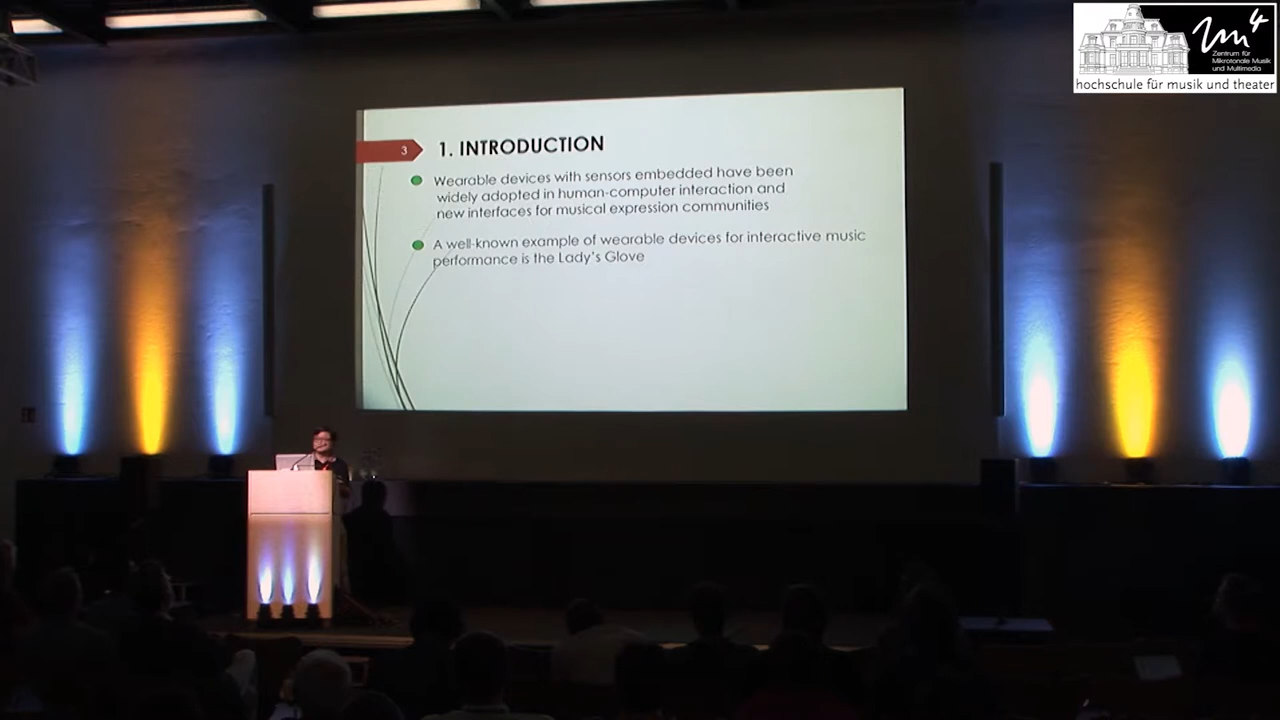 Zentrum für
Mikrotonale Musik
und Multimedia
hochschule für musik und theater
3
1. INTRODUCTION
Wearable devices with sensors embedded have been
widely adopted in human-computer interaction and
new interfaces for musical expression communities
A well-known example of wearable devices for interactive music
performance is the Lady's Glove